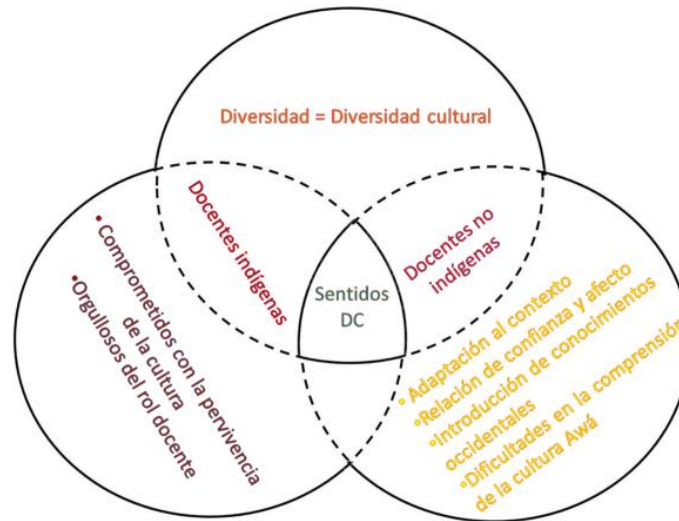 Diversidad = Diversidad cultural
Docentes indígenas
Docentes no
indígenas
Sentidos
DC
• Comprometidos con la pervivencia
de la cultura
• Orgullosos del rol docente
• Adaptación al contexto
• Relación de confianza y afecto
• Introducción de conocimientos
occidentales
• Dificultades en la comprensión
de la cultura Awá